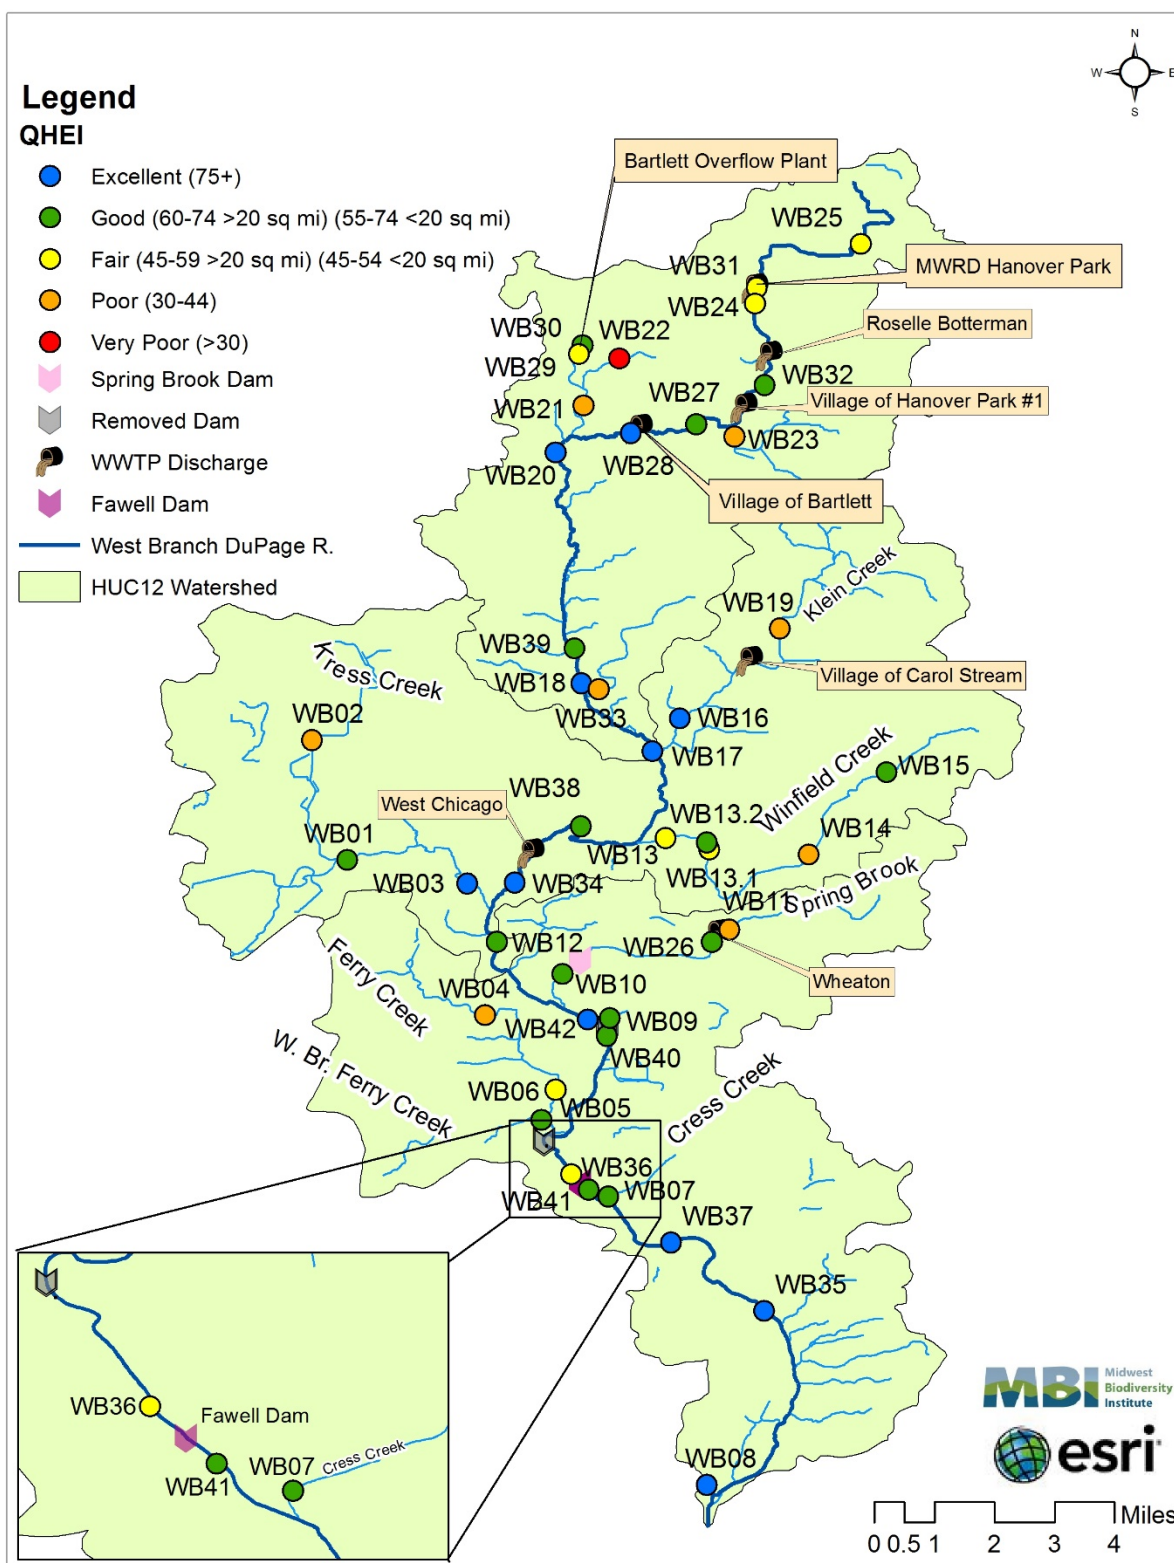 N
W
E
S
Legend
QHEI
Excellent (75+)
Good (60-74 >20 sq mi) (55-74 <20 sq mi)
Fair (45-59 >20 sq mi) (45-54 <20 sq mi)
Poor (30-44)
Very Poor (>30)
Spring Brook Dam
Removed Dam
WWTP Discharge
Fawell Dam
West Branch DuPage R.
HUC12 Watershed
Bartlett Overflow Plant
WB25
WB31
MWRD Hanover Park
WB24
Roselle Botterman
WB30
WB22
WB29
WB32
WB27
Village of Hanover Park #1
WB21
WB23
WB28
WB20
Village of Bartlett
Klein Creek
WB19
WB39
Kress Creek
Village of Carol Stream
WB18
WB33
WB02
WB16
WB17
Winfield Creek
WB15
WB38
West Chicago
WB13.2
WB01
WB13
WB14
WB13.1
WB03
WB34
WB11
Spring Brook
WB12
WB26
Wheaton
Ferry Creek
WB04
WB10
WB42
WB09
WB40
W. Br. Ferry Creek
Cress Creek
WB06
WB05
WB36
WB41
WB07
WB37
WB35
WB08
WB36
Fawell Dam
WB41
WB07
Cress Creek
MBI
Midwest
Biodiversity
Institute
esri
Miles
0 0.5 1 2 3 4